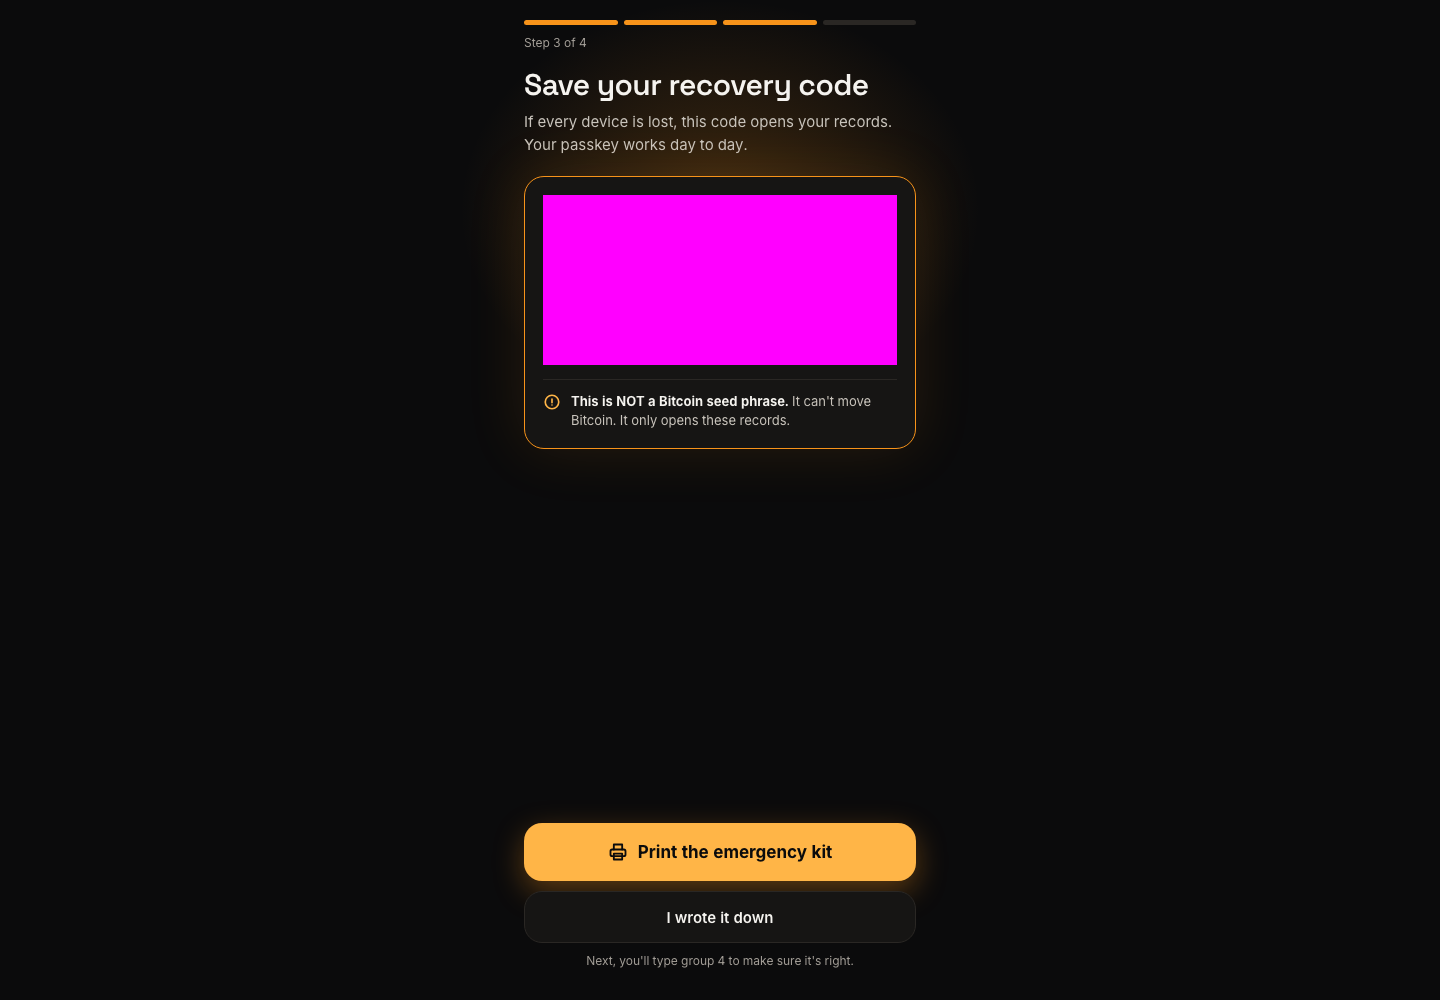 Step 3 of 4
Save your recovery code
If every device is lost, this code opens your records.
Your passkey works day to day.
This is NOT a Bitcoin seed phrase. It can't move
Bitcoin. It only opens these records.
Print the emergency kit
I wrote it down
Next, you'll type group 4 to make sure it's right.